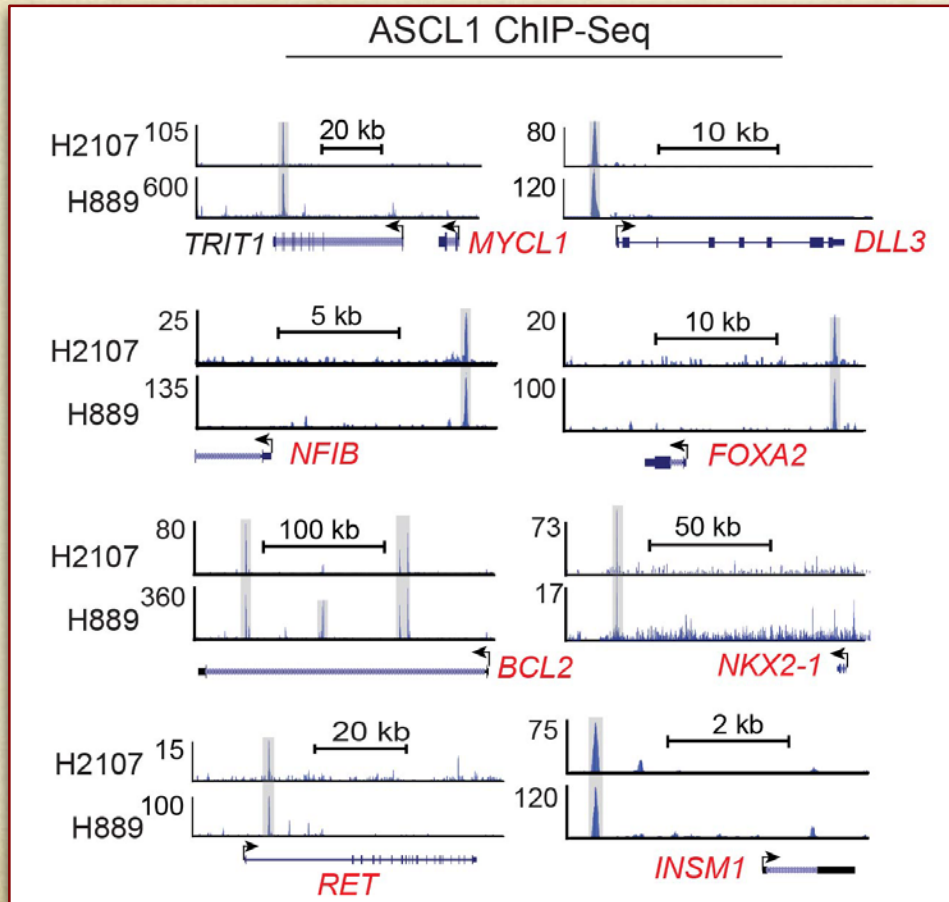 ASCL1 ChIP-Seq
H2107 105 20 kb
H889 600
TRIT1 MYCL1
80 10 kb
120
DLL3
H2107 25 5 kb
H889 135
NFIB
20 10 kb
100
FOXA2
H2107 80 100 kb
H889 360
BCL2
73 50 kb
17
NKX2-1
H2107 15 20 kb
H889 100
RET
75 2 kb
120
INSM1